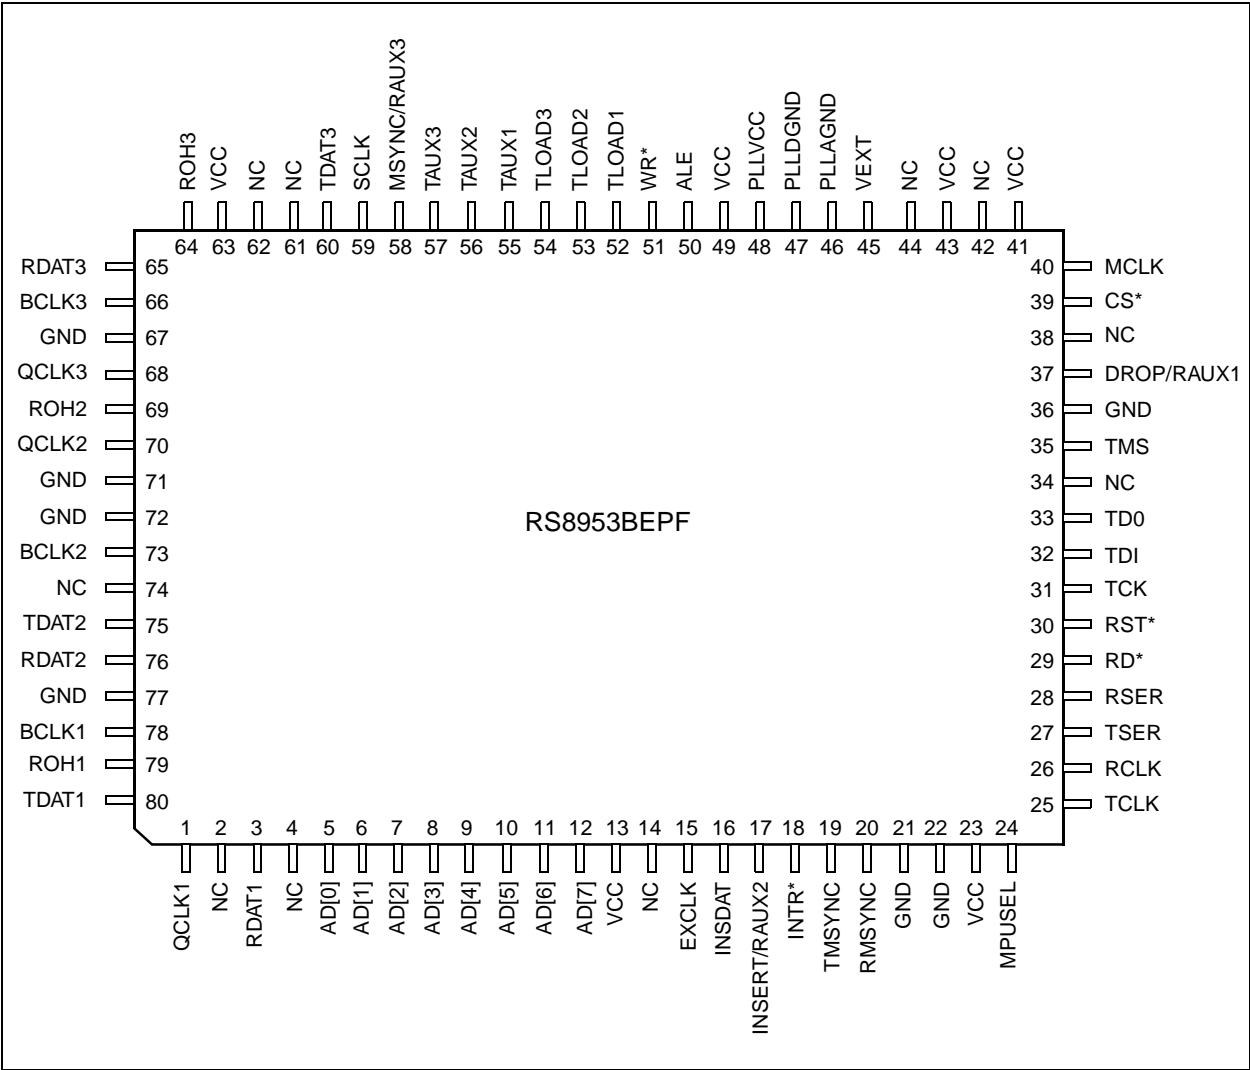 ROH3
VCC
NC
NC
TDAT3
SCLK
MSYNC/RAUX3
TAUX3
TAUX2
TAUX1
TLOAD3
TLOAD2
TLOAD1
WR*
ALE
VCC
PLLVCC
PLLDGND
PLLAGND
VEXT
NC
VCC
NC
VCC
64 63 62 61 60 59 58 57 56 55 54 53 52 51 50 49 48 47 46 45 44 43 42 41
RDAT3 65
BCLK3 66
GND 67
QCLK3 68
ROH2 69
QCLK2 70
GND 71
GND 72
BCLK2 73
NC 74
TDAT2 75
RDAT2 76
GND 77
BCLK1 78
ROH1 79
TDAT1 80
RS8953BEPF
40 MCLK
39 CS*
38 NC
37 DROP/RAUX1
36 GND
35 TMS
34 NC
33 TD0
32 TDI
31 TCK
30 RST*
29 RD*
28 RSER
27 TSER
26 RCLK
25 TCLK
1 2 3 4 5 6 7 8 9 10 11 12 13 14 15 16 17 18 19 20 21 22 23 24
QCLK1
NC
RDAT1
NC
AD[0]
AD[1]
AD[2]
AD[3]
AD[4]
AD[5]
AD[6]
AD[7]
VCC
NC
EXCLK
INSDAT
INSERT/RAUX2
INTR*
TMSYNC
RMSYNC
GND
GND
VCC
MPUSEL